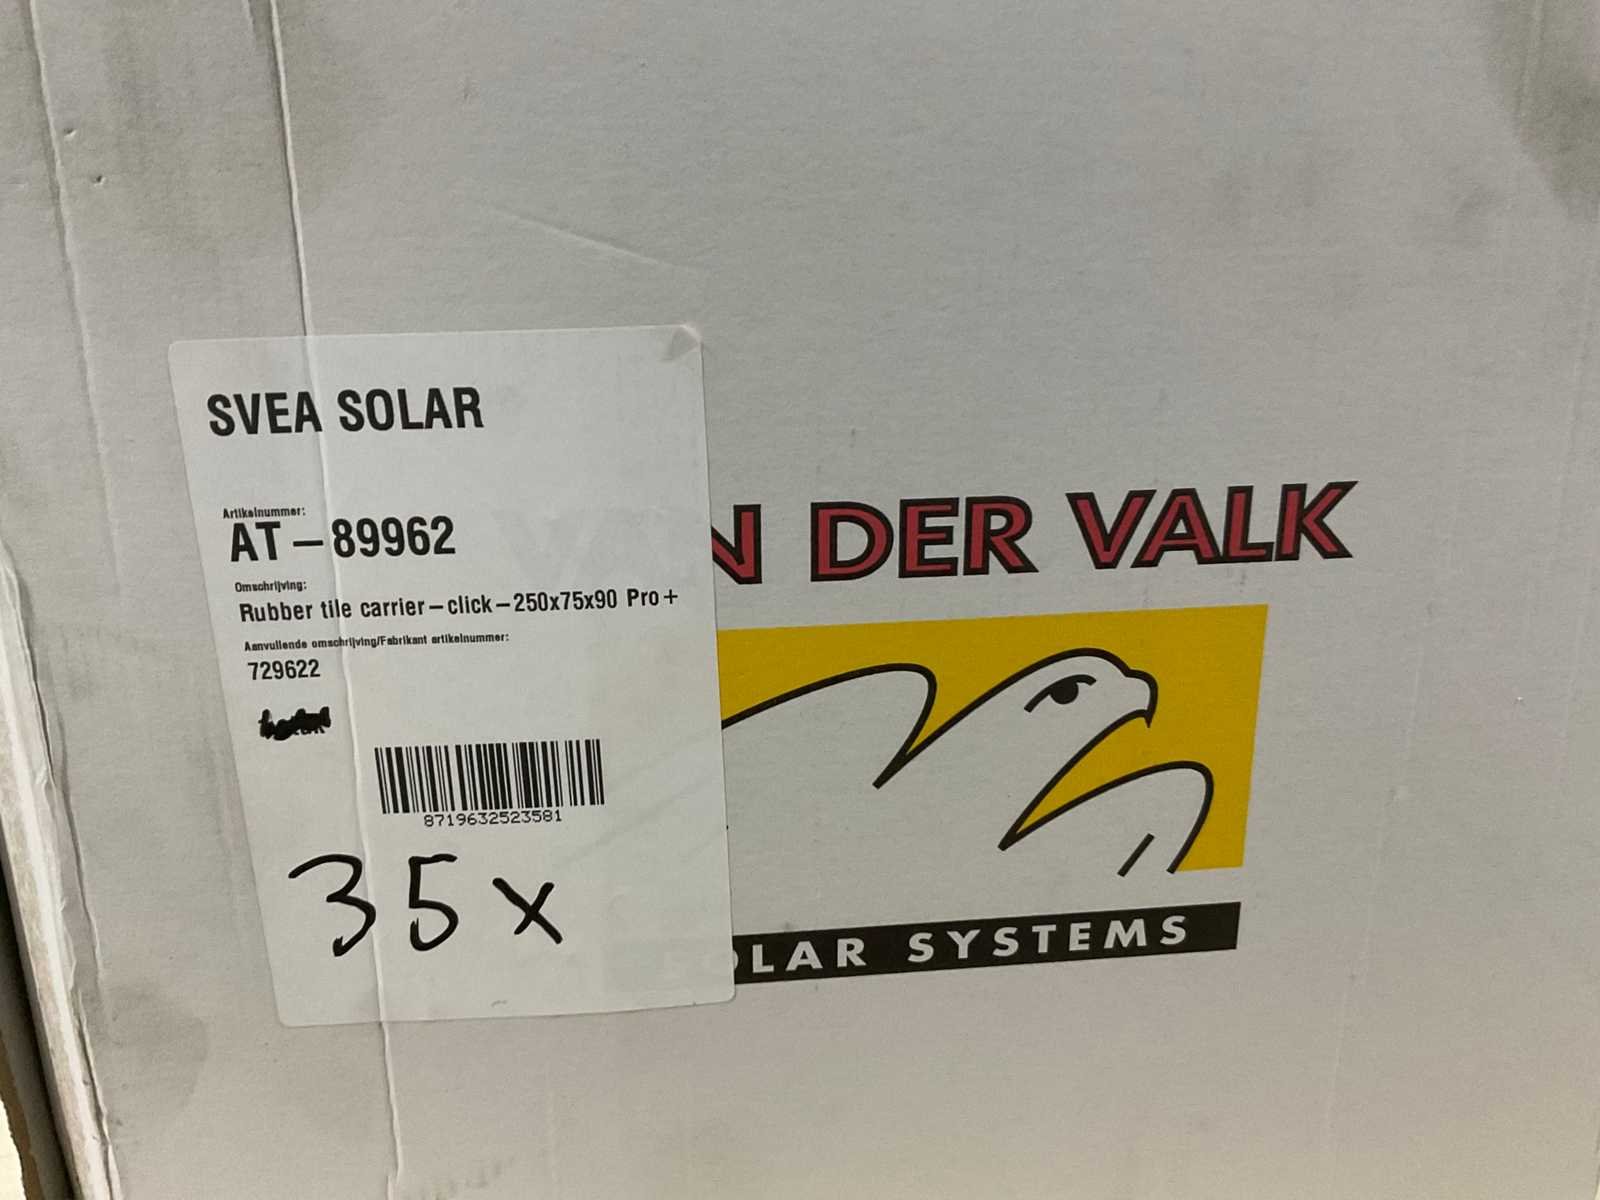 SVEA SOLAR
Artikelnummer:
AT-89962
Omschrijving:
Rubber tile carrier-click-250x75x90 Pro+
Aanvullende omschrijving/Fabrikant artikelnummer:
729622
8719632523581
35x
N DER VALK
OLAR SYSTEMS